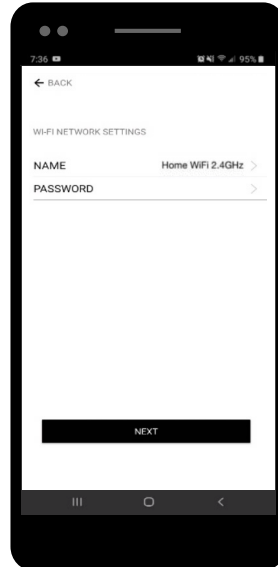 7:36 95%
← BACK
WI-FI NETWORK SETTINGS
NAME Home WiFi 2.4GHz >
PASSWORD >
NEXT